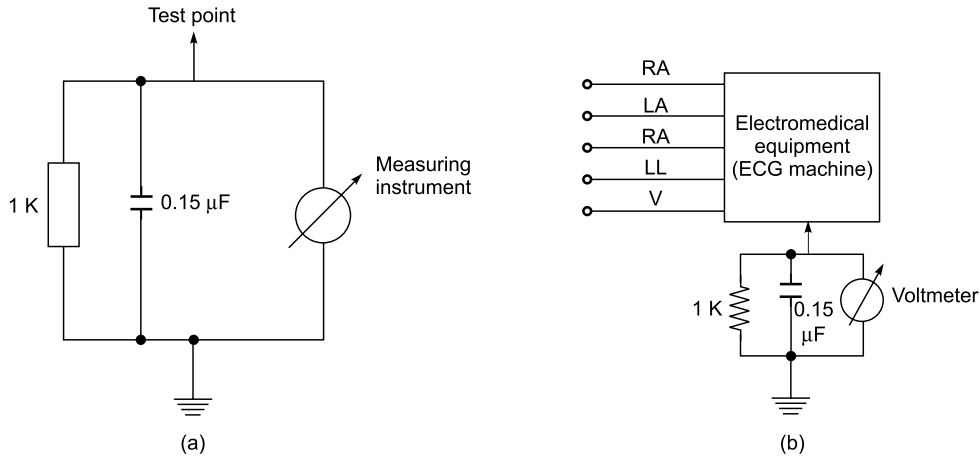 Test point
1 K
0.15 μF
Measuring
instrument
(a)
RA
LA
RA
LL
V
Electromedical
equipment
(ECG machine)
1 K
0.15
μF
Voltmeter
(b)